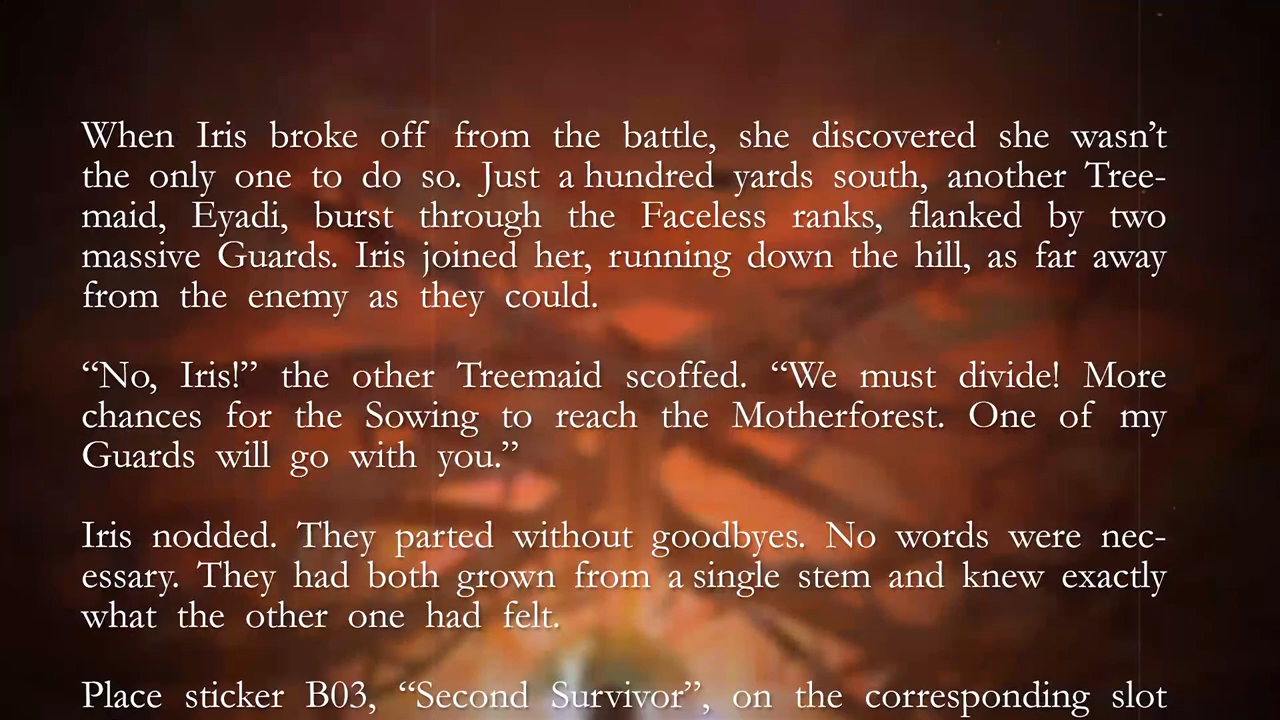 When Iris broke off from the battle, she discovered she wasn’t
the only one to do so. Just a hundred yards south, another Tree-
maid, Eyadi, burst through the Faceless ranks, flanked by two
massive Guards. Iris joined her, running down the hill, as far away
from the enemy as they could.
“No, Iris!” the other Treemaid scoffed. “We must divide! More
chances for the Sowing to reach the Motherforest. One of my
Guards will go with you.”
Iris nodded. They parted without goodbyes. No words were nec-
essary. They had both grown from a single stem and knew exactly
what the other one had felt.
Place sticker B03, “Second Survivor”, on the corresponding slot